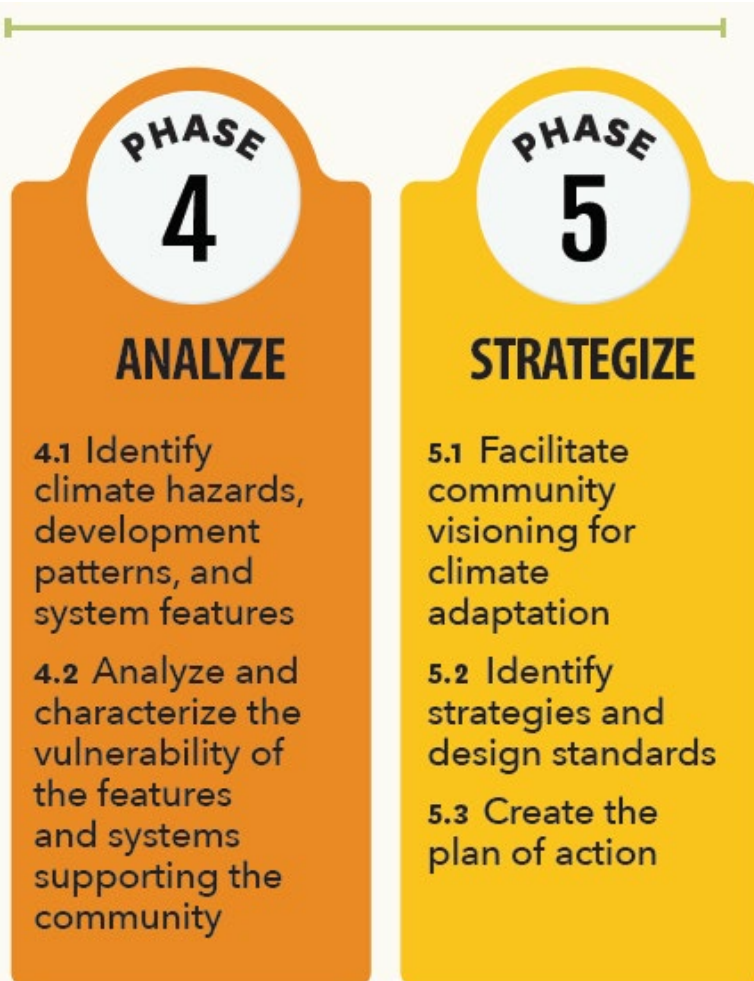 PHASE
4
ANALYZE
4.1 Identify
climate hazards,
development
patterns, and
system features
4.2 Analyze and
characterize the
vulnerability of
the features
and systems
supporting the
community
PHASE
5
STRATEGIZE
5.1 Facilitate
community
visioning for
climate
adaptation
5.2 Identify
strategies and
design standards
5.3 Create the
plan of action